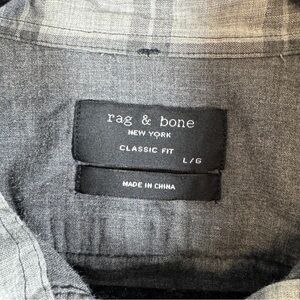 rag & bone
NEW YORK
CLASSIC FIT
L/G
MADE IN CHINA